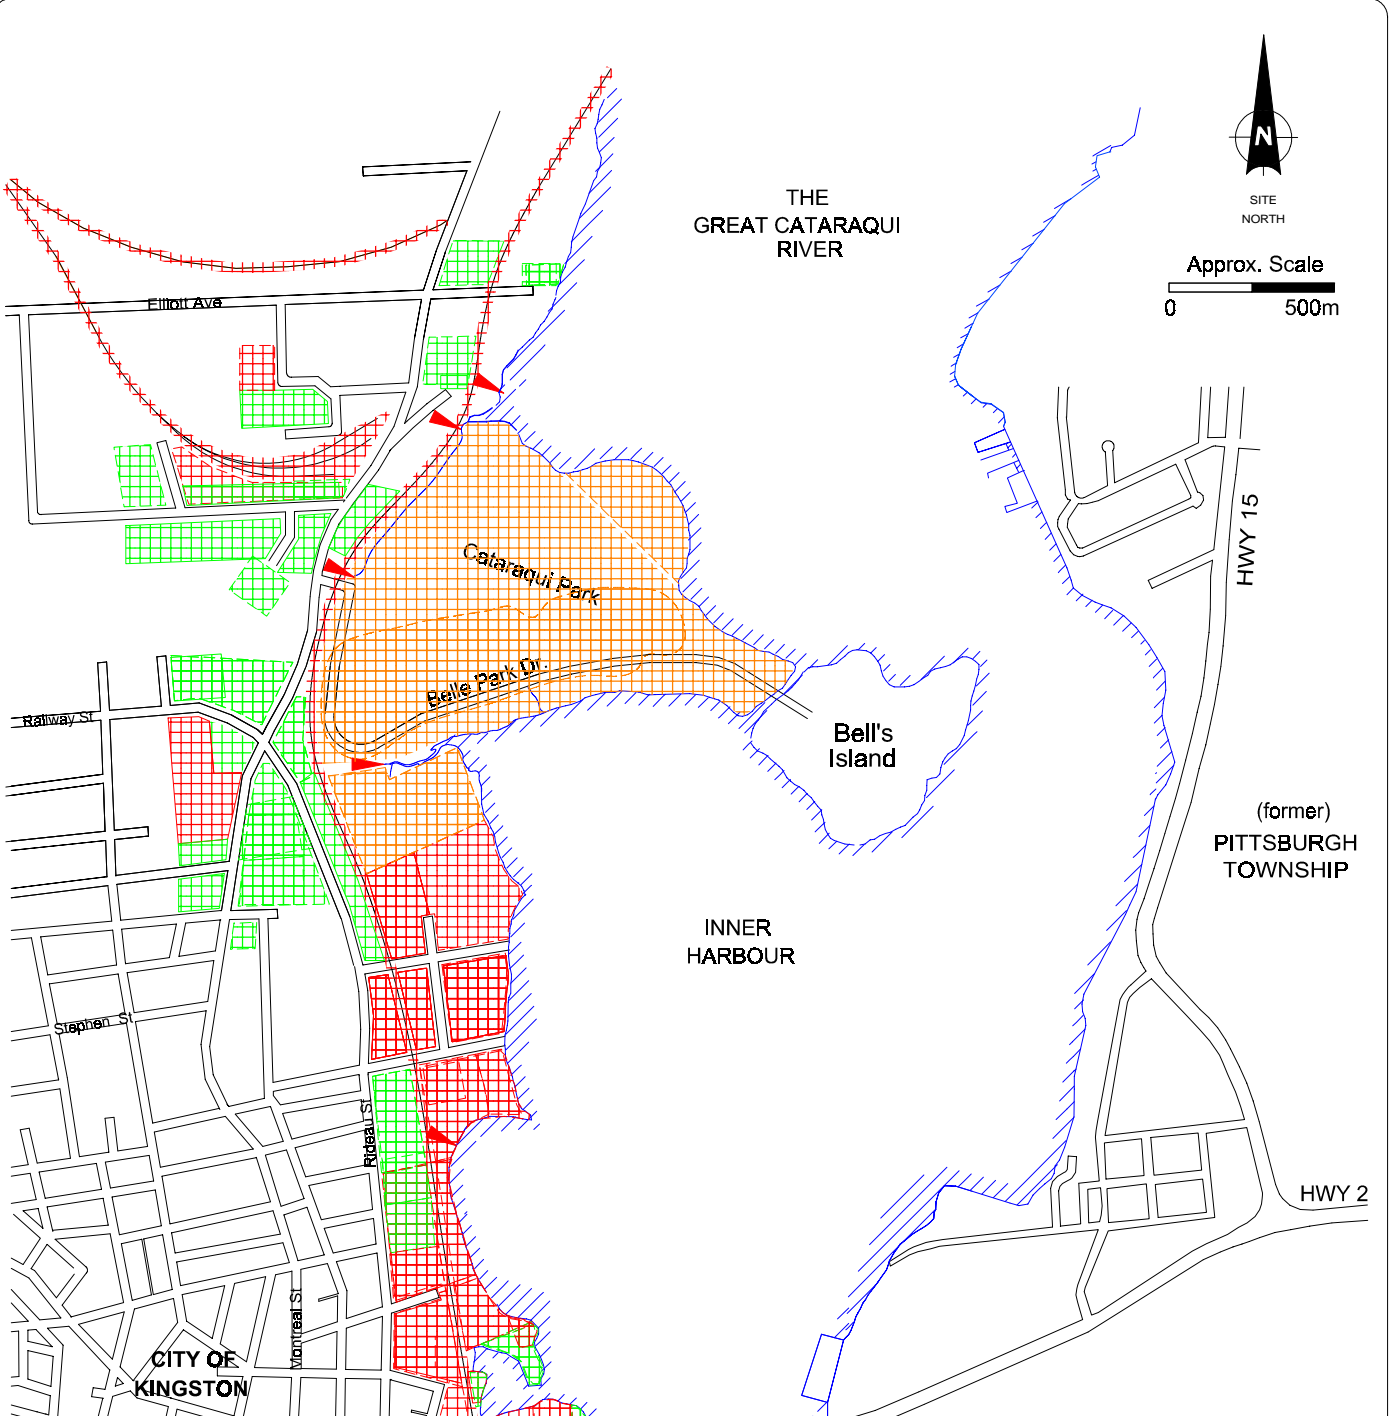 N
SITE
NORTH
THE
GREAT CATARAQUI
RIVER
Approx. Scale
0 500m
Elliott Ave
HWY 15
Cataraqui Park
Belle Park Dr.
Railway St
Bell's
Island
(former)
PITTSBURGH
TOWNSHIP
INNER
HARBOUR
Stephen St
Rideau St
HWY 2
Montreal St
CITY OF
KINGSTON